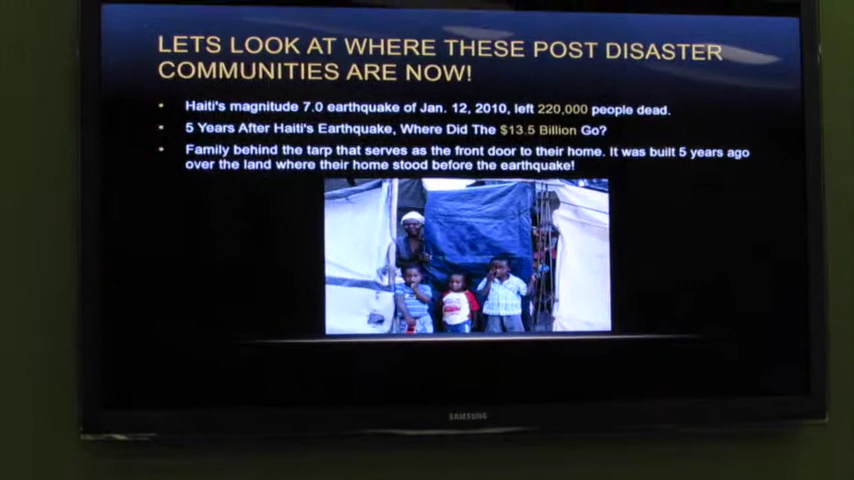 LETS LOOK AT WHERE THESE POST DISASTER
COMMUNITIES ARE NOW!
• Haiti's magnitude 7.0 earthquake of Jan. 12, 2010, left 220,000 people dead.
• 5 Years After Haiti's Earthquake, Where Did The $13.5 Billion Go?
• Family behind the tarp that serves as the front door to their home. It was built 5 years ago
over the land where their home stood before the earthquake!
SAMSUNG